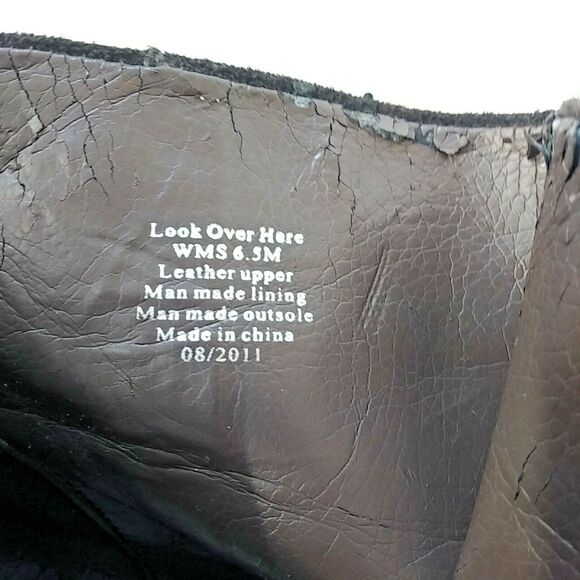 Look Over Here
WMS 6.5M
Leather upper
Man made lining
Man made outsole
Made in china
08/2011